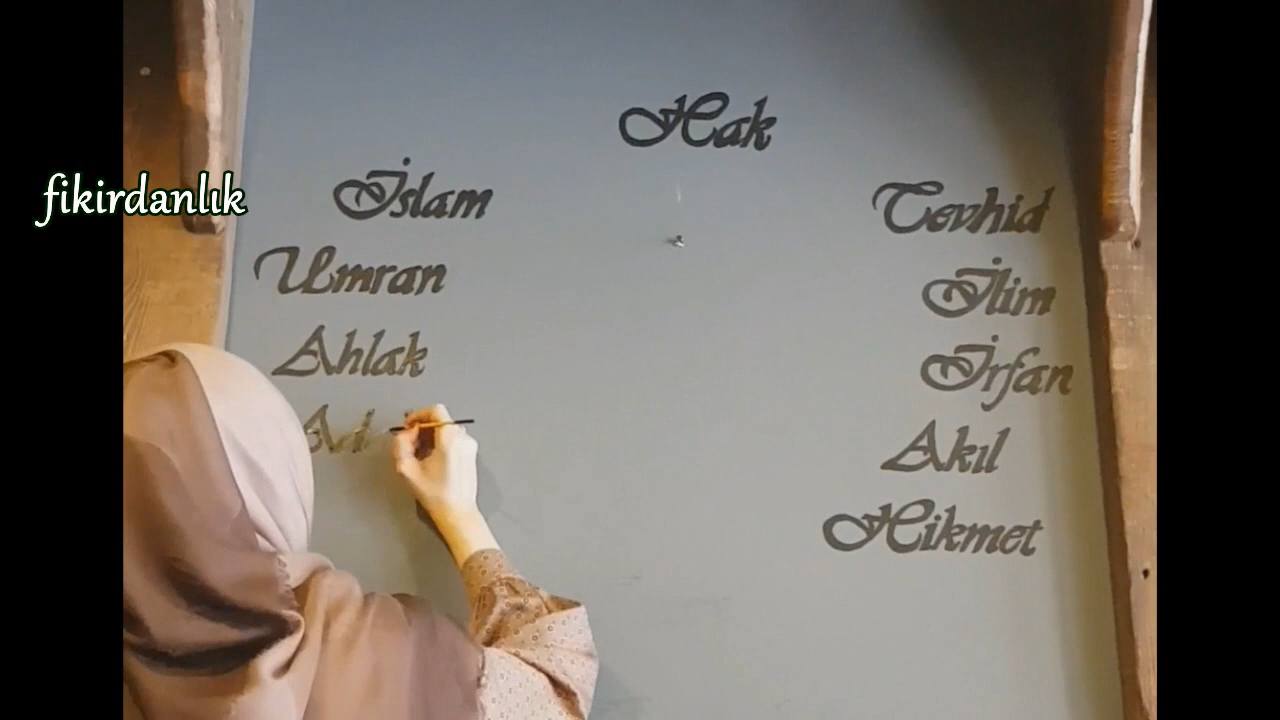 Hak
fikirdanlık
İslam
Umran
Ahlak
Tevhid
İlim
İrfan
Akıl
Hikmet